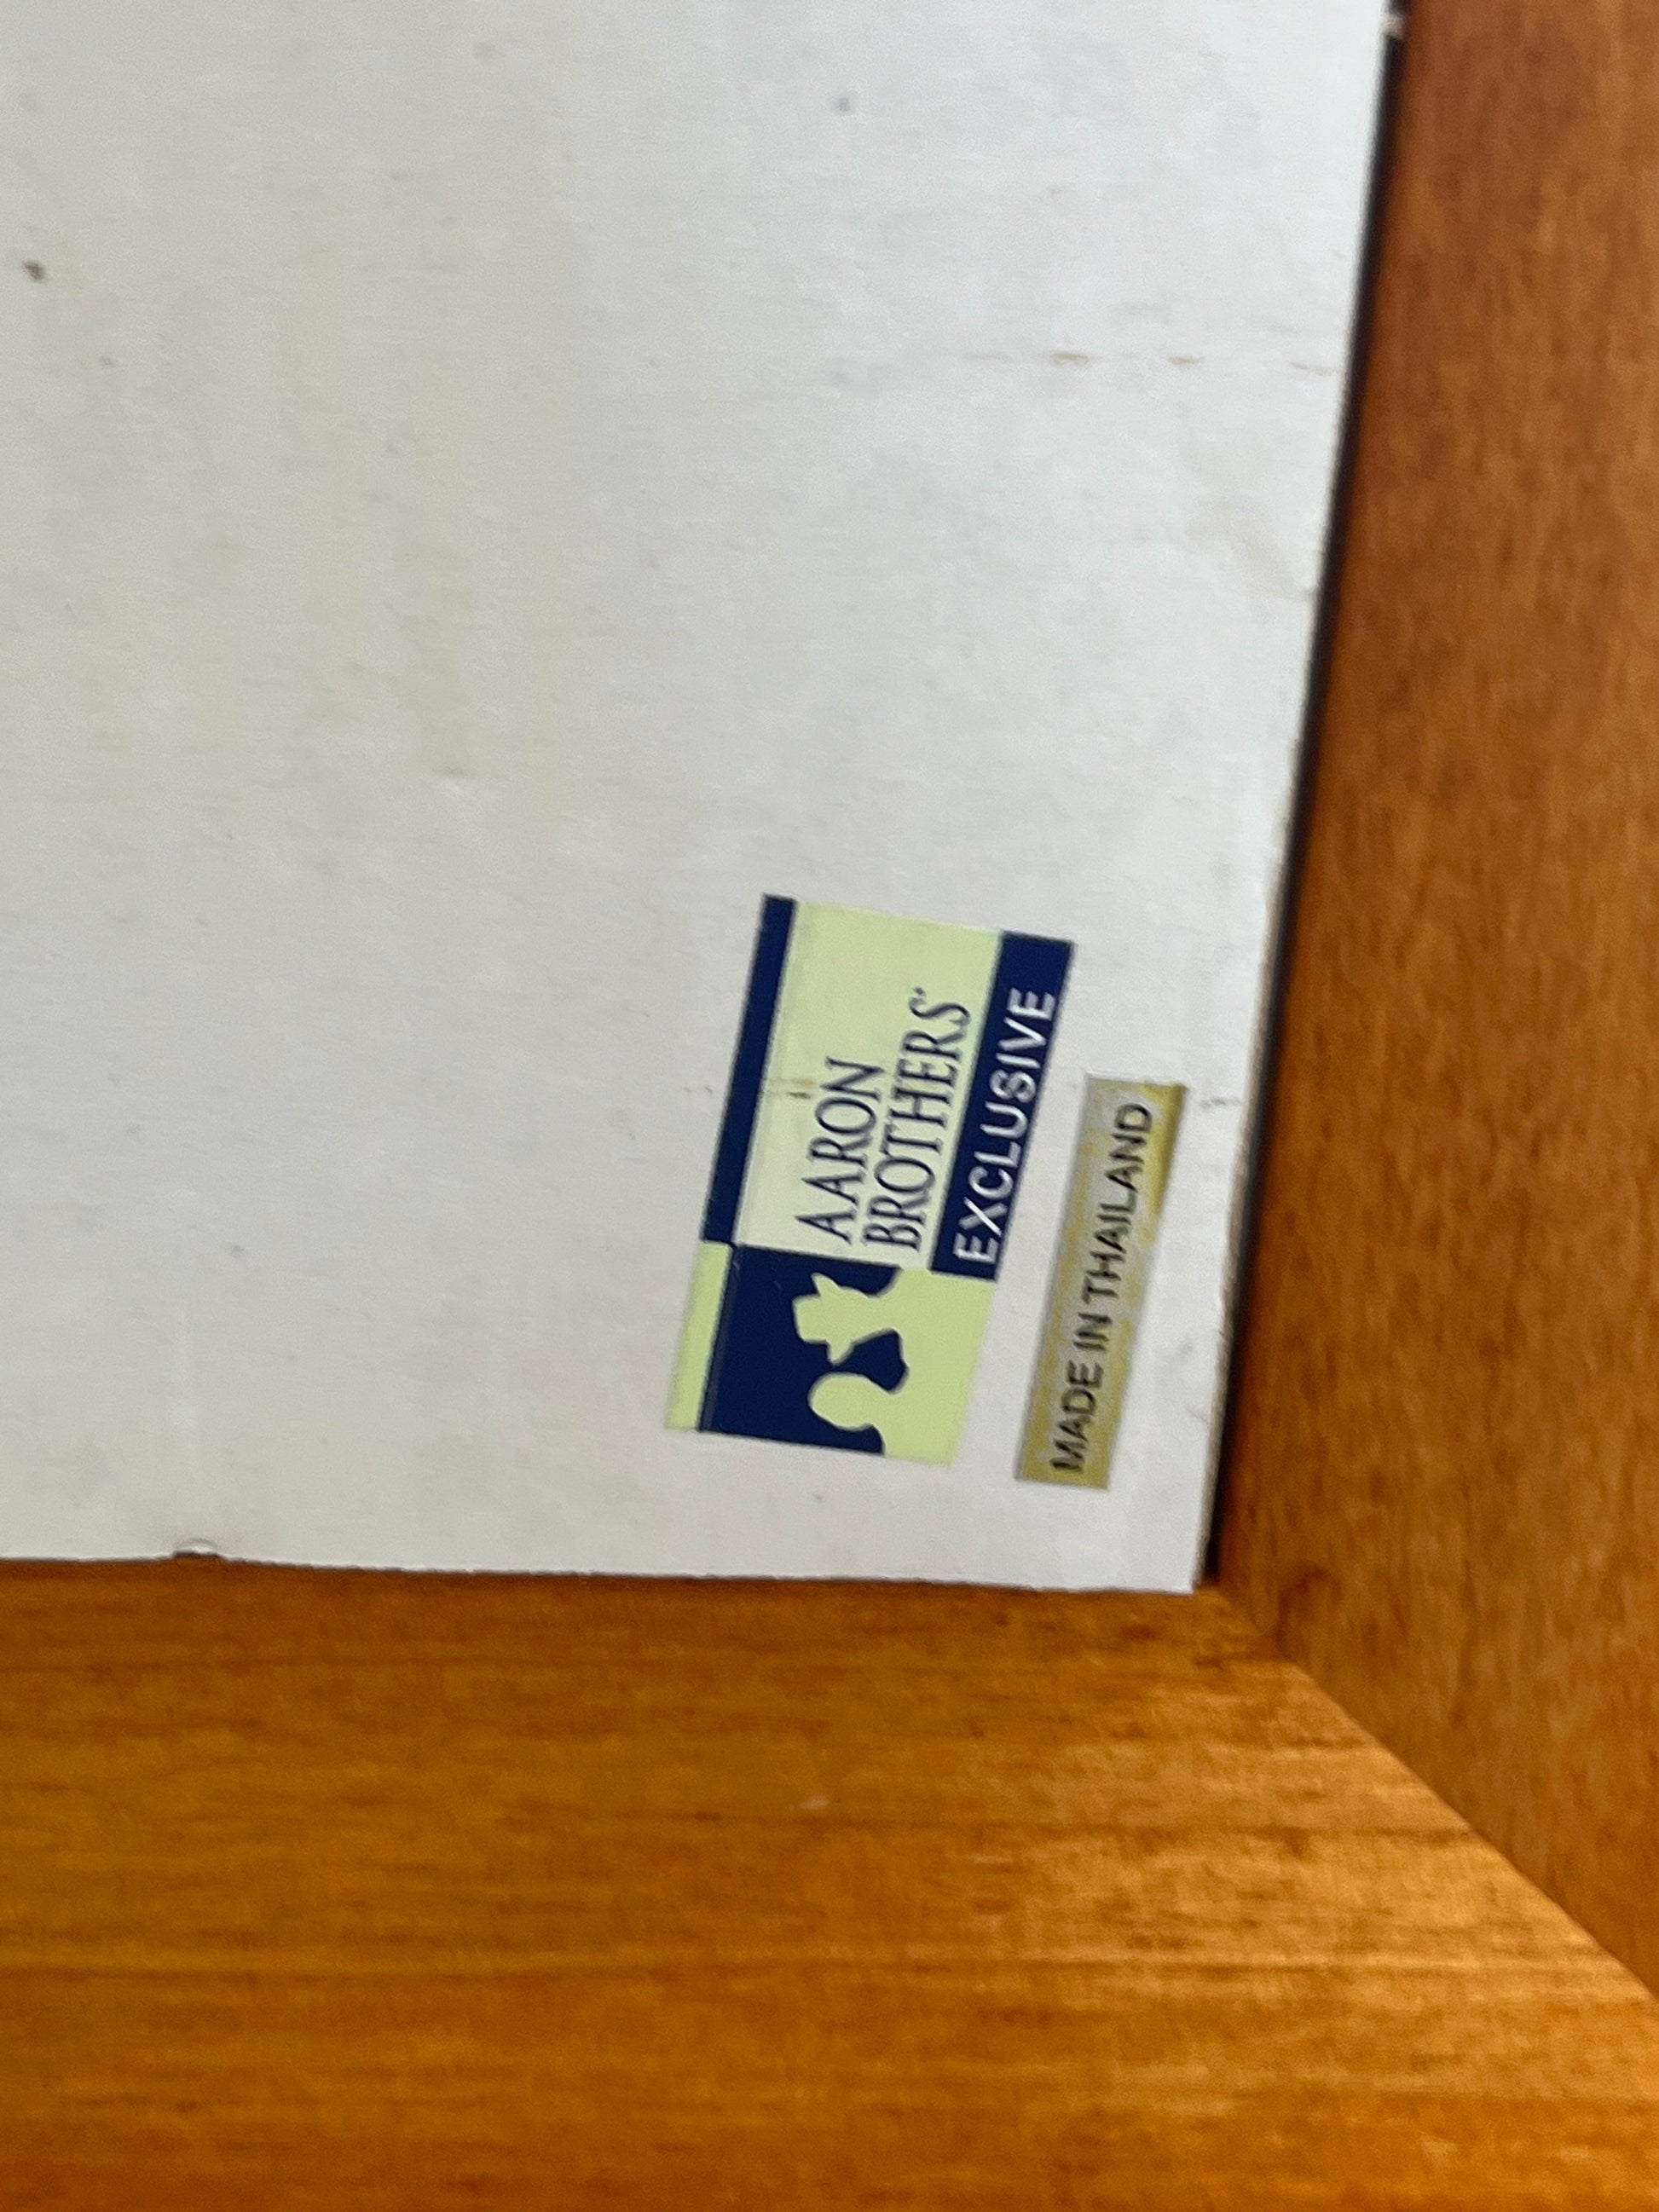 AARON
BROTHERS®
EXCLUSIVE
MADE IN THAILAND